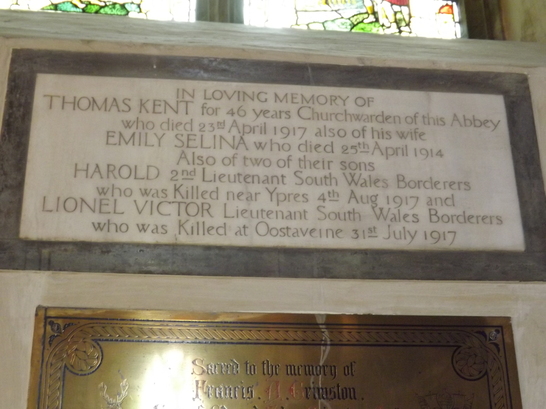 IN LOVING MEMORY OF
THOMAS KENT for 46 years Churchwarden of this Abbey
who died 23rd April 1917 also of his wife
EMILY SELINA who died 25th April 1914
Also of two of their sons
HAROLD 2nd Lieutenant South Wales Borderers
who was Killed near Ypres 4th Aug 1917 and
LIONEL VICTOR Lieutenant South Wales Borderers
who was Killed at Oostaverne 31st July 1917
Sacred to the memory of
Francis. Grimston.